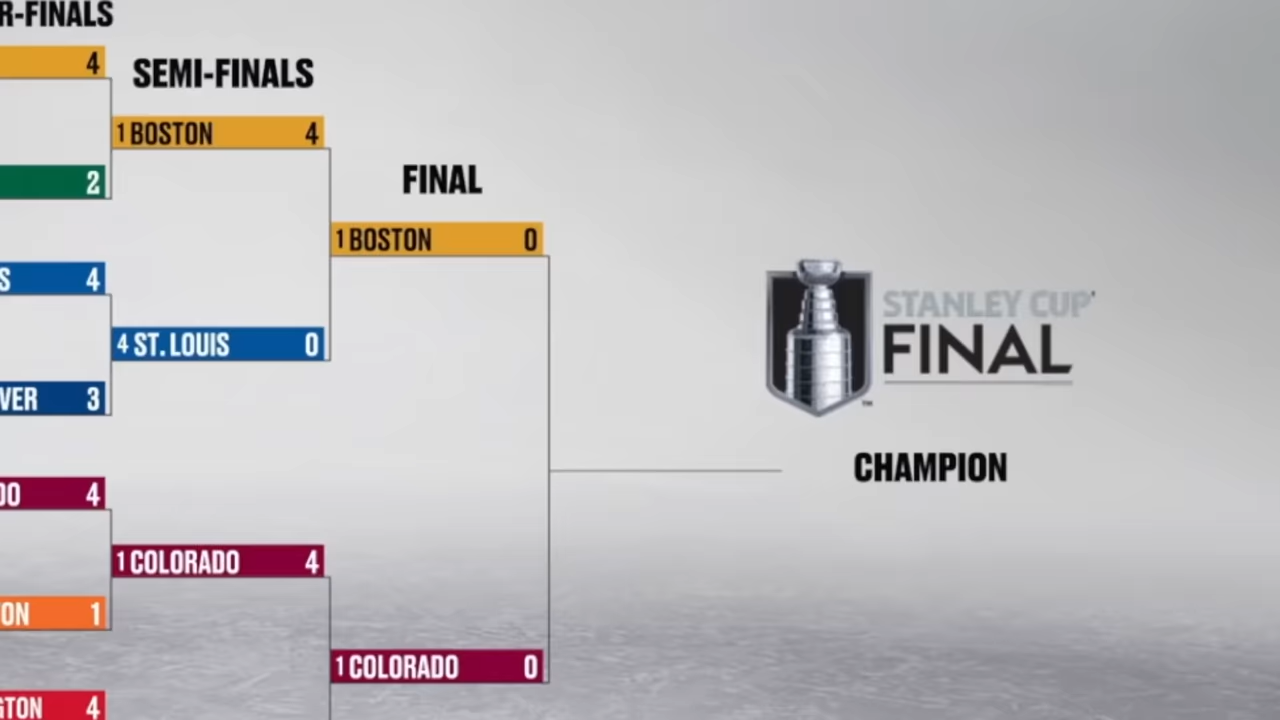 R-FINALS
4
SEMI-FINALS
1 BOSTON 4
2
FINAL
1 BOSTON 0
S 4
STANLEY CUP
FINAL
™
4 ST. LOUIS 0
VER 3
CHAMPION
DO 4
1 COLORADO 4
ON 1
1 COLORADO 0
GTON 4